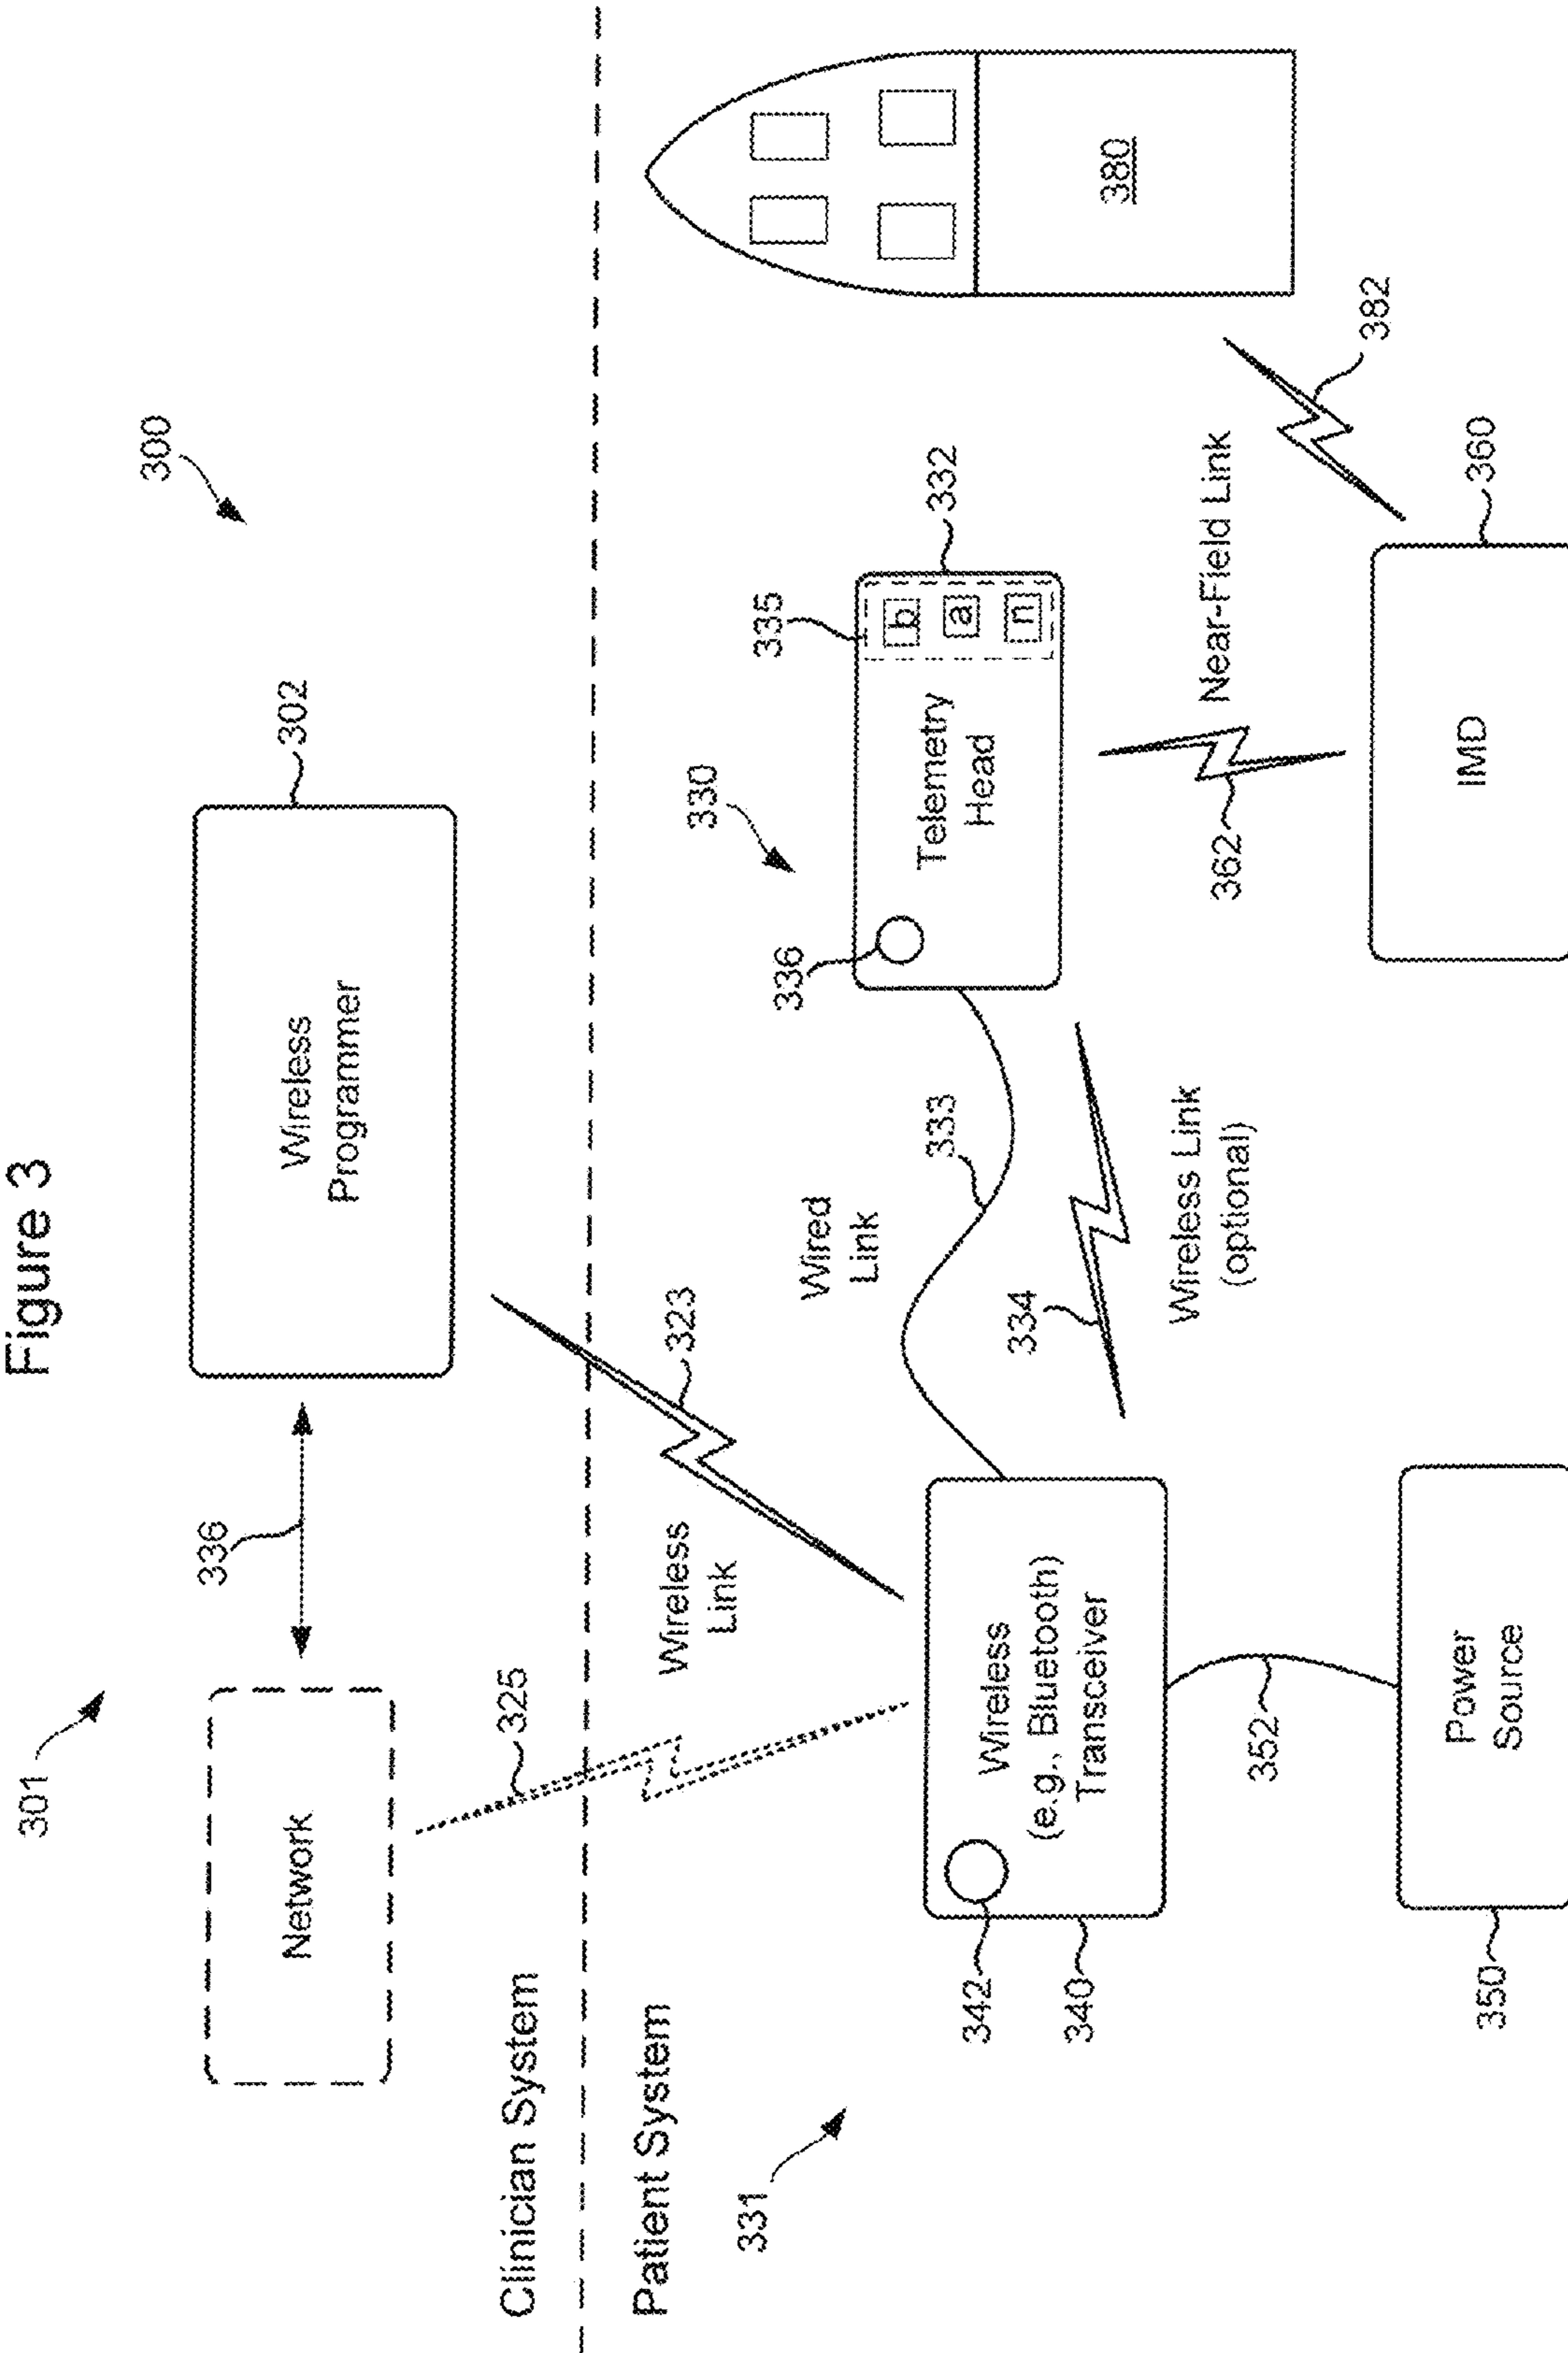 Figure 3
301
300
336
302
Network
Wireless
Programmer
Clinician System
325
323
Patient System
Wireless
Link
331
330
335
336
332
Wired
Link
333
Telemetry
Head
b
a
n
342
340
Wireless
(e.g., Bluetooth)
Transceiver
334
Wireless Link
(optional)
362
Near-Field Link
380
382
352
350
Power
Source
IMD
360